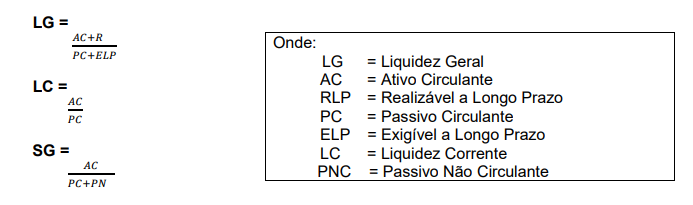 LG =
AC+R
PC+ELP
LC =
AC
PC
SG =
AC
PC+PN
Onde:
LG = Liquidez Geral
AC = Ativo Circulante
RLP = Realizável a Longo Prazo
PC = Passivo Circulante
ELP = Exigível a Longo Prazo
LC = Liquidez Corrente
PNC = Passivo Não Circulante